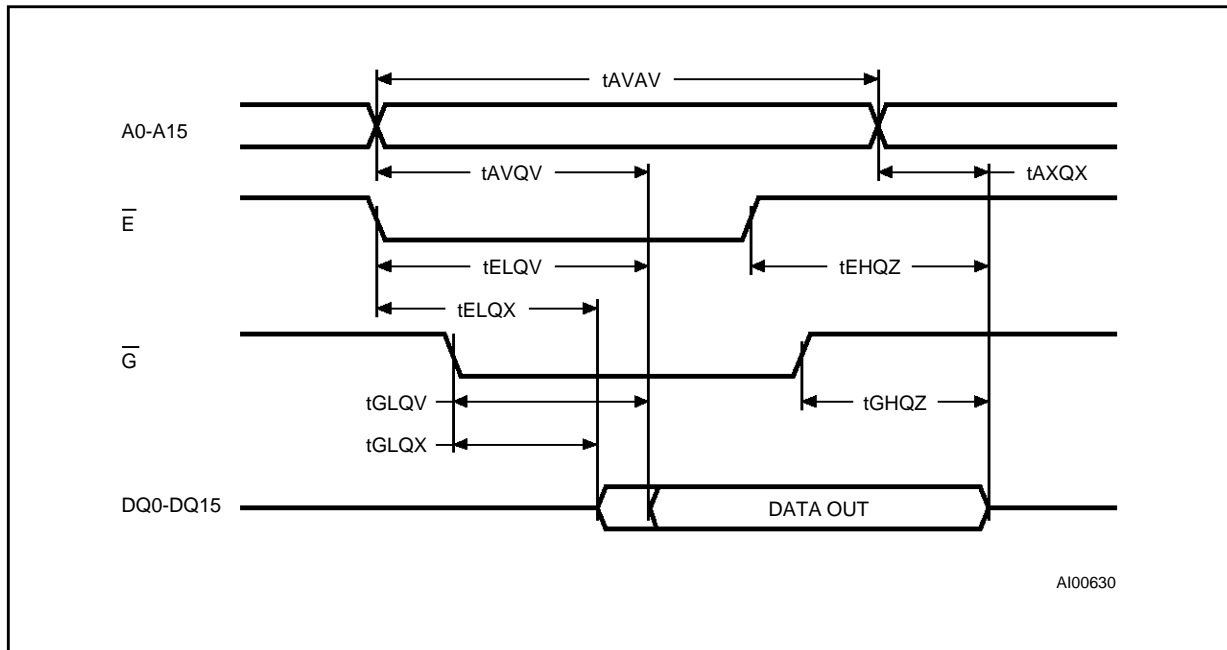 tAVAV
A0-A15
tAVQV
tAXQX
E̅
tELQV
tEHQZ
tELQX
G̅
tGLQV
tGHQZ
tGLQX
DQ0-DQ15
DATA OUT
AI00630